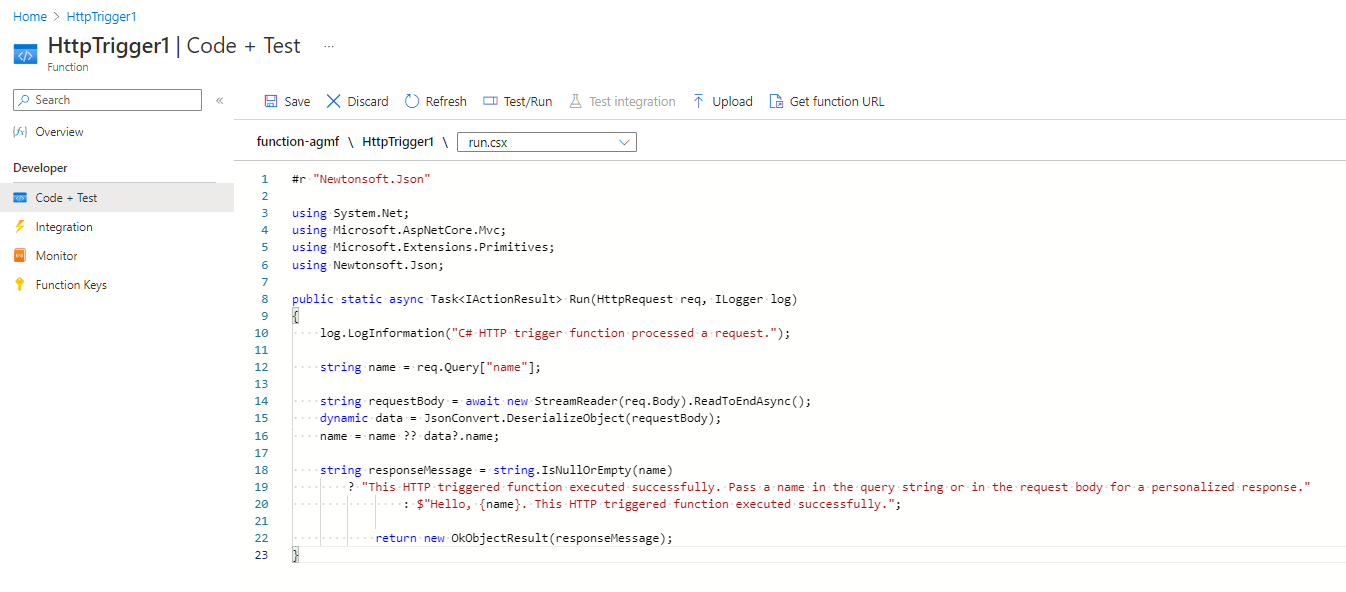 Home > HttpTrigger1
HttpTrigger1 | Code + Test ...
Function
Search «
Overview
Developer
Code + Test
Integration
Monitor
Function Keys
Save Discard Refresh Test/Run Test integration Upload Get function URL
function-agmf \ HttpTrigger1 \ run.csx
1 #r "Newtonsoft.Json"
2
3 using System.Net;
4 using Microsoft.AspNetCore.Mvc;
5 using Microsoft.Extensions.Primitives;
6 using Newtonsoft.Json;
7
8 public static async Task<IActionResult> Run(HttpRequest req, ILogger log)
9 {
10     log.LogInformation("C# HTTP trigger function processed a request.");
11
12     string name = req.Query["name"];
13
14     string requestBody = await new StreamReader(req.Body).ReadToEndAsync();
15     dynamic data = JsonConvert.DeserializeObject(requestBody);
16     name = name ?? data?.name;
17
18     string responseMessage = string.IsNullOrEmpty(name)
19         ? "This HTTP triggered function executed successfully. Pass a name in the query string or in the request body for a personalized response."
20                 : $"Hello, {name}. This HTTP triggered function executed successfully.";
21
22             return new OkObjectResult(responseMessage);
23 }